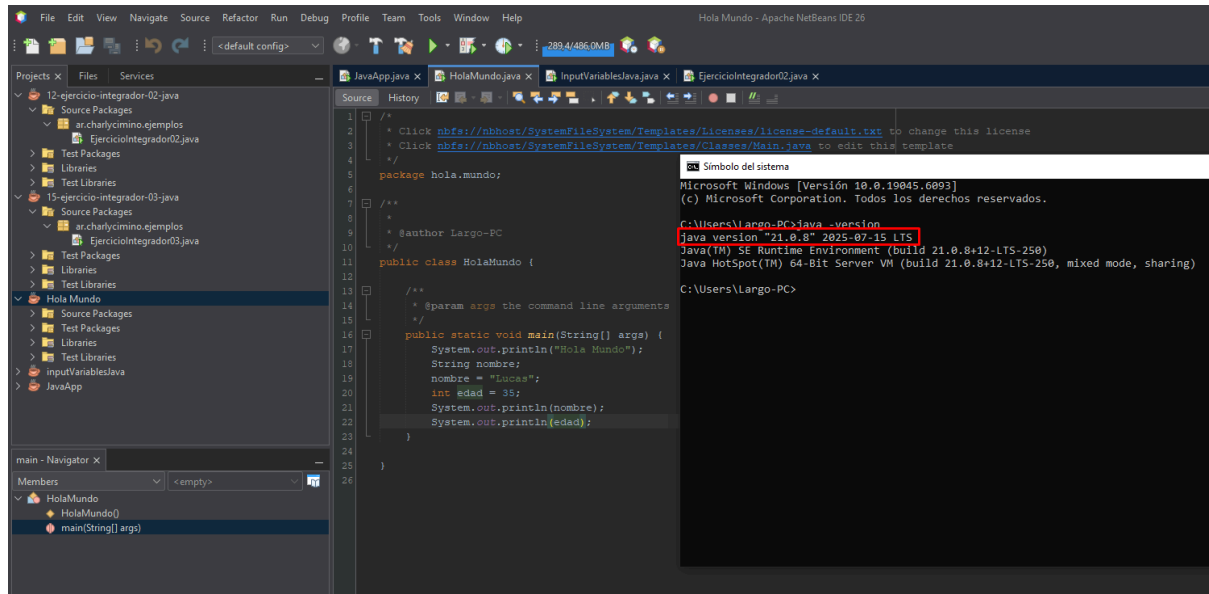 File Edit View Navigate Source Refactor Run Debug Profile Team Tools Window Help
Hola Mundo - Apache NetBeans IDE 26
<default config>
289,4/486,0MB
Projects Files Services
12-ejercicio-integrador-02-java
Source Packages
ar.charlycimino.ejemplos
EjercicioIntegrador02.java
Test Packages
Libraries
Test Libraries
15-ejercicio-integrador-03-java
Source Packages
ar.charlycimino.ejemplos
EjercicioIntegrador03.java
Test Packages
Libraries
Test Libraries
Hola Mundo
Source Packages
Test Packages
Libraries
Test Libraries
inputVariablesJava
JavaApp
main - Navigator
Members <empty>
HolaMundo
HolaMundo()
main(String[] args)
JavaApp.java HolaMundo.java InputVariablesJava.java EjercicioIntegrador02.java
Source History
1 /*
2 * Click nbfs://nbhost/SystemFileSystem/Templates/Licenses/license-default.txt to change this license
3 * Click nbfs://nbhost/SystemFileSystem/Templates/Classes/Main.java to edit this template
4 */
5 package hola.mundo;
6
7 /**
8 *
9 * @author Largo-PC
10 */
11 public class HolaMundo {
12
13 /**
14 * @param args the command line arguments
15 */
16 public static void main(String[] args) {
17 System.out.println("Hola Mundo");
18 String nombre;
19 nombre = "Lucas";
20 int edad = 35;
21 System.out.println(nombre);
22 System.out.println(edad);
23 }
24
25 }
26
Símbolo del sistema
Microsoft Windows [Versión 10.0.19045.6093]
(c) Microsoft Corporation. Todos los derechos reservados.
C:\Users\Largo-PC>java -version
java version "21.0.8" 2025-07-15 LTS
Java(TM) SE Runtime Environment (build 21.0.8+12-LTS-250)
Java HotSpot(TM) 64-Bit Server VM (build 21.0.8+12-LTS-250, mixed mode, sharing)
C:\Users\Largo-PC>